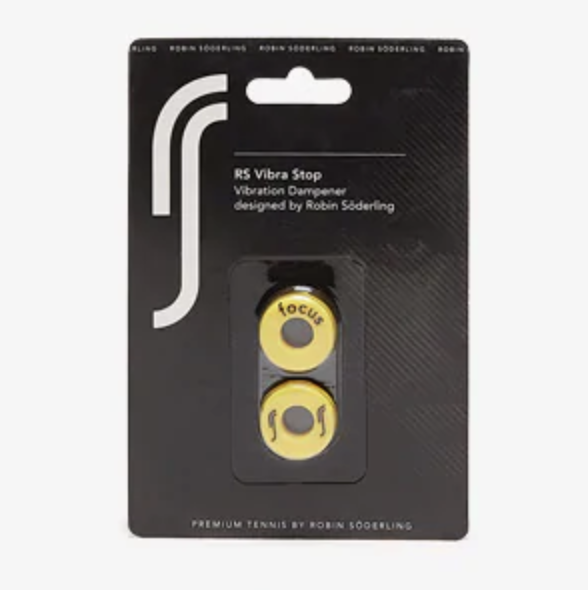 RLING ROBIN SÖDERLING ROBIN SÖDERLING ROBIN SÖDERLING ROBIN
RS Vibra Stop
Vibration Dampener
designed by Robin Söderling
focus
PREMIUM TENNIS BY ROBIN SÖDERLING